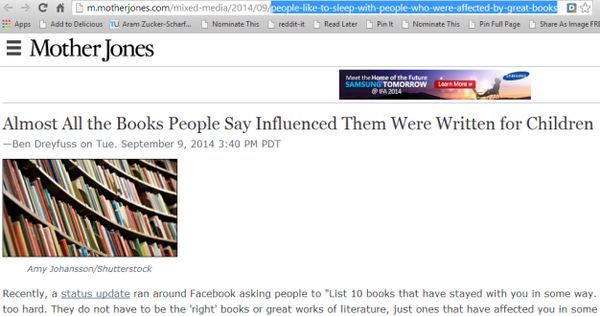 m.motherjones.com/mixed-media/2014/09/people-like-to-sleep-with-people-who-were-affected-by-great-books
Apps Add to Delicious TU Aram Zucker-Scharf... Nominate This reddit-it Read Later Pin It Nominate This Pin Full Page Share As Image FREE
Mother Jones
Meet the Home of the Future
SAMSUNG TOMORROW
@ IFA 2014
Learn More
SAMSUNG
Almost All the Books People Say Influenced Them Were Written for Children
—Ben Dreyfuss on Tue. September 9, 2014 3:40 PM PDT
Amy Johansson/Shutterstock
Recently, a status update ran around Facebook asking people to "List 10 books that have stayed with you in some way.
too hard. They do not have to be the 'right' books or great works of literature, just ones that have affected you in some